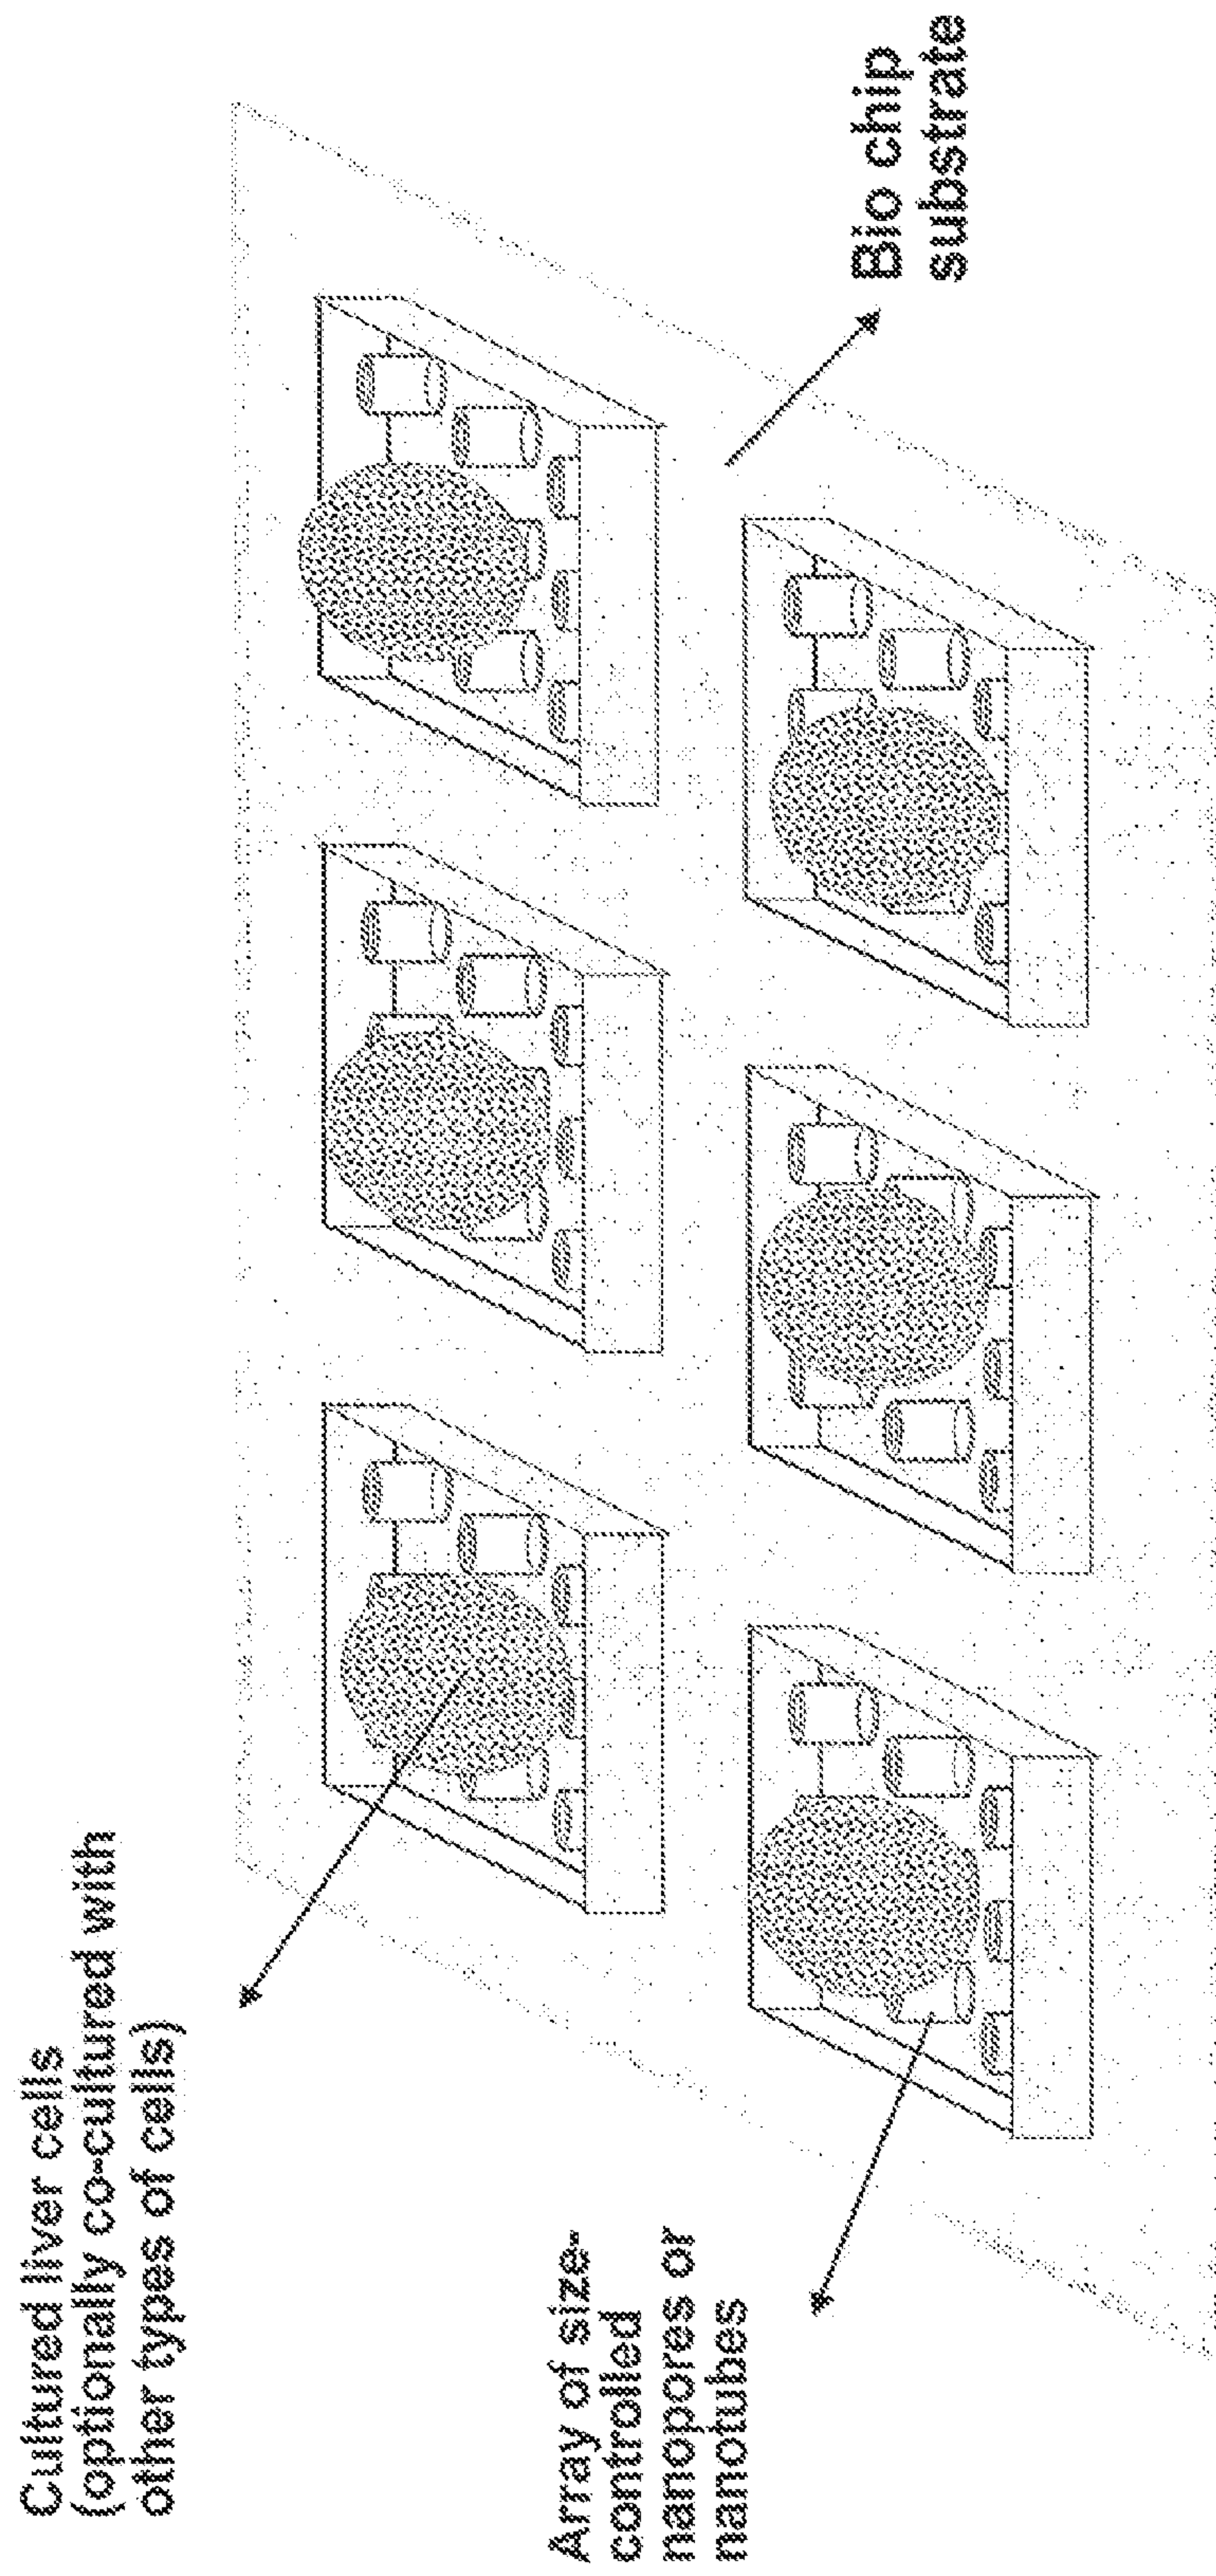 Cultured liver cells
(optionally co-cultured with
other types of cells)
Array of size-
controlled
nanopores or
nanotubes
Bio chip
substrate